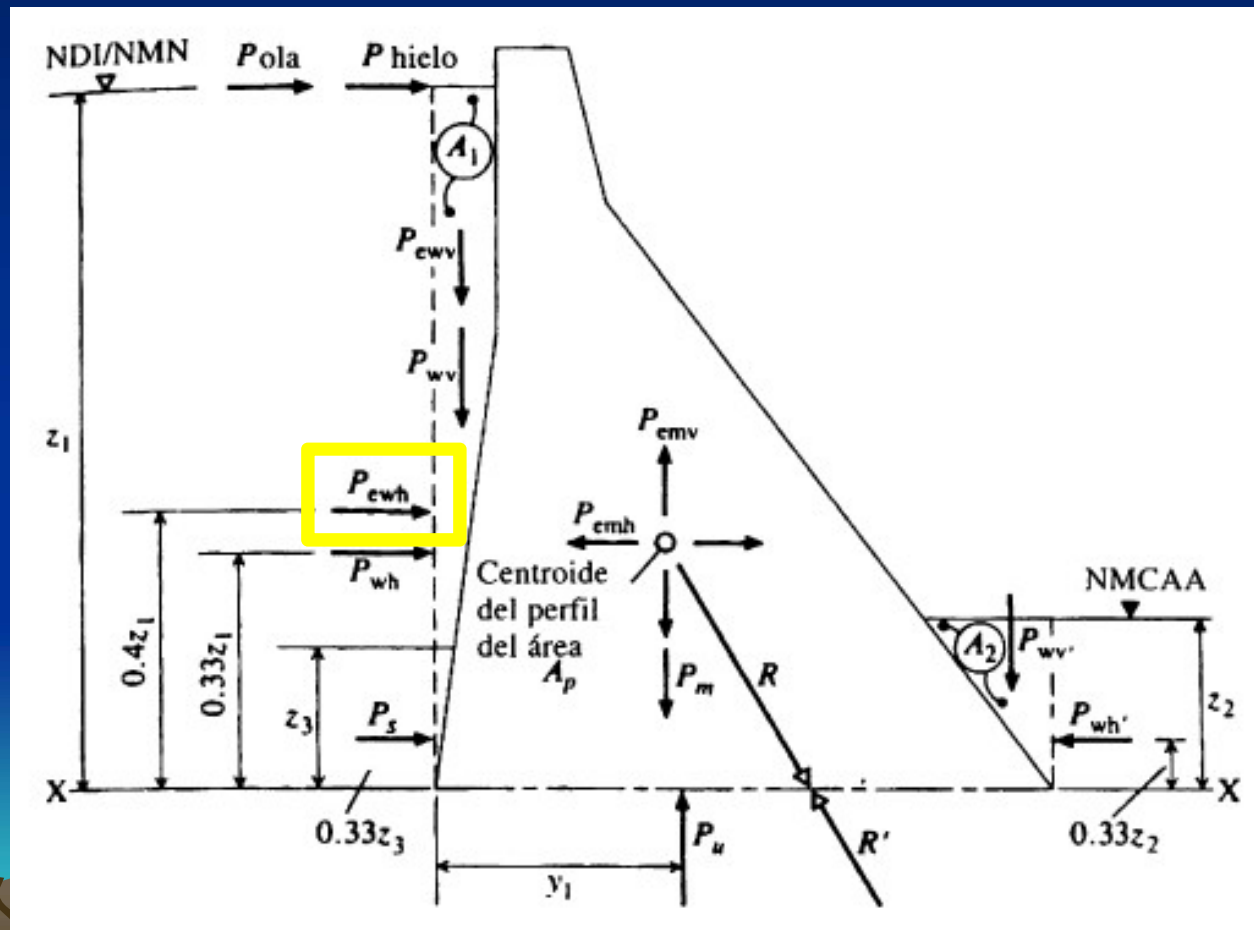 NDI/NMN
Pola
P hielo
A1
Pewv
Pwv
z1
Pewh
Pwh
Pemv
Pemh
Centroide
del perfil
del área
Ap
NMCAA
A2
Pwv'
0.4z1
0.33z1
z3
Ps
Pm
R
Pwh'
z2
X
X
0.33z3
Pu
R'
0.33z2
y1